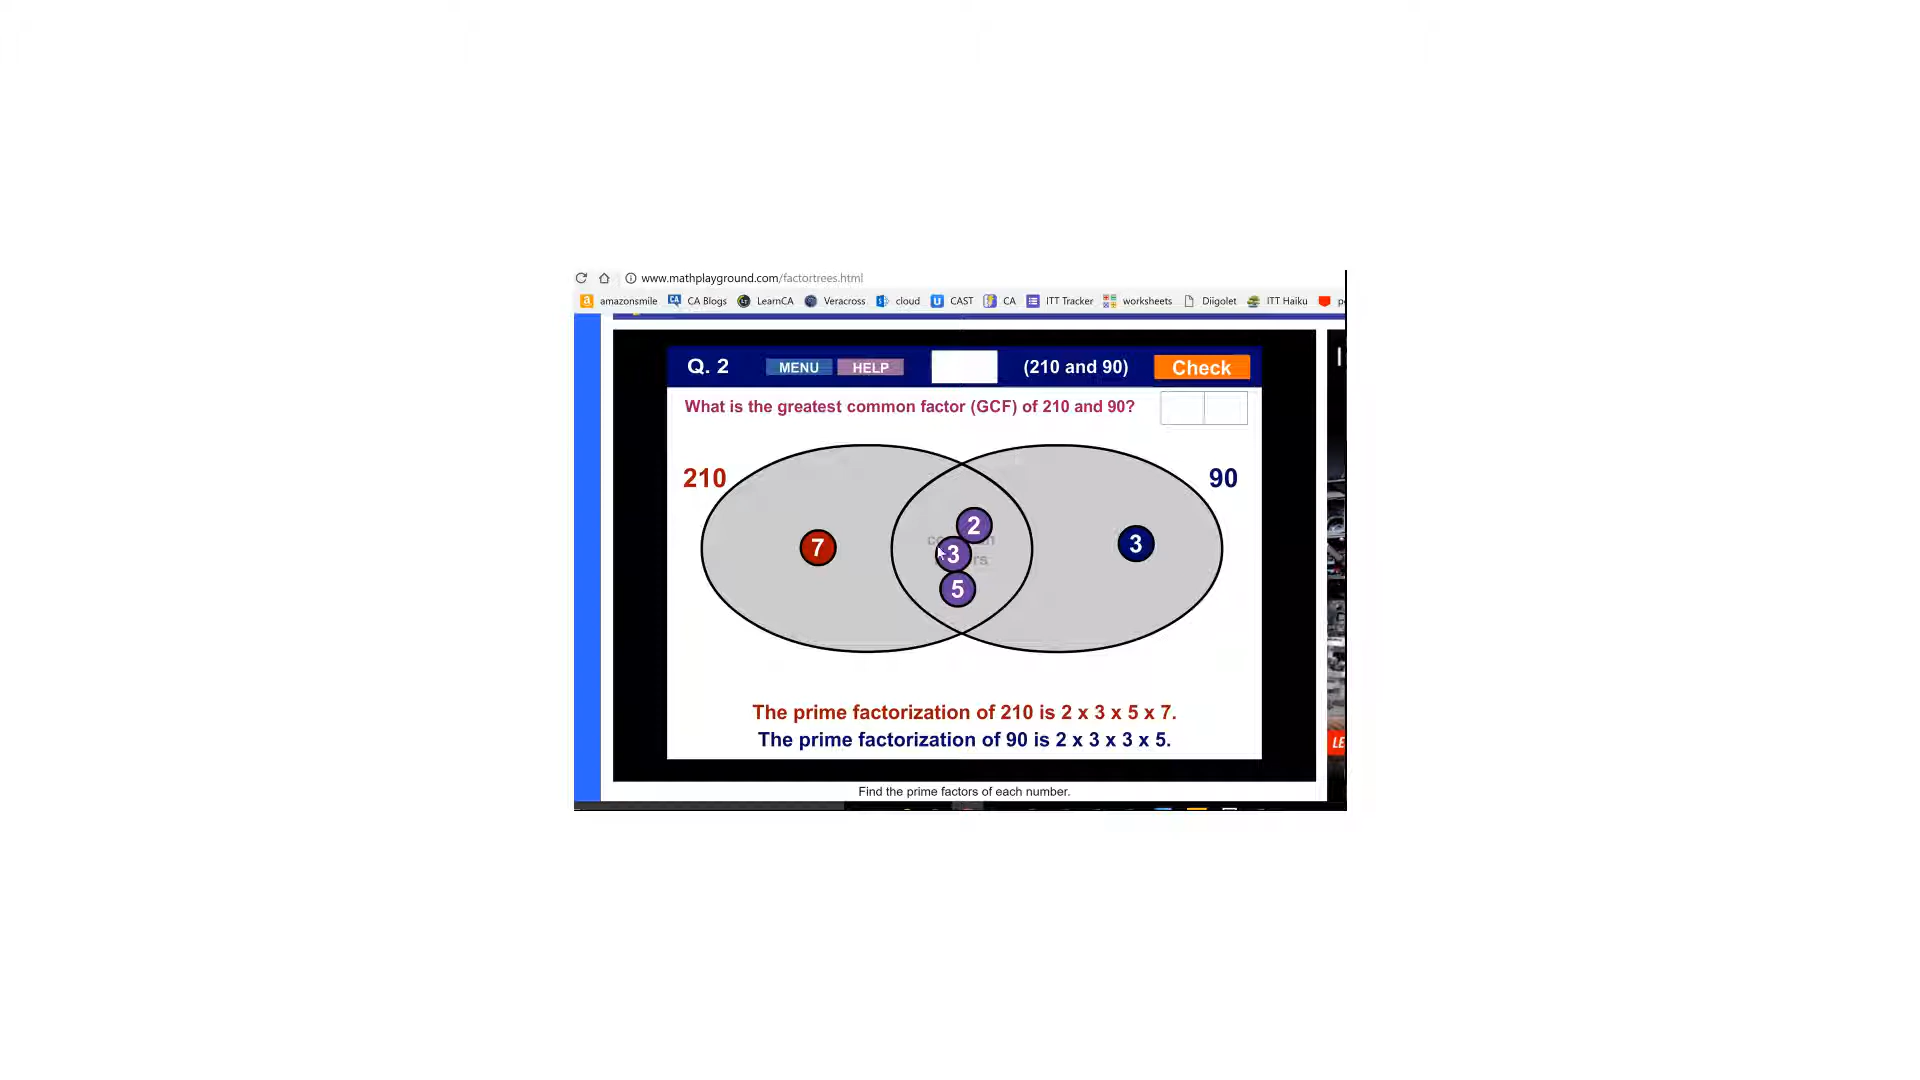 www.mathplayground.com/factortrees.html
amazonsmile CA Blogs LearnCA Veracross cloud CAST CA ITT Tracker worksheets Diigolet ITT Haiku
Q. 2 MENU HELP (210 and 90) Check
What is the greatest common factor (GCF) of 210 and 90?
210 90
2
7 3 3
5
The prime factorization of 210 is 2 x 3 x 5 x 7.
The prime factorization of 90 is 2 x 3 x 3 x 5.
LE
Find the prime factors of each number.